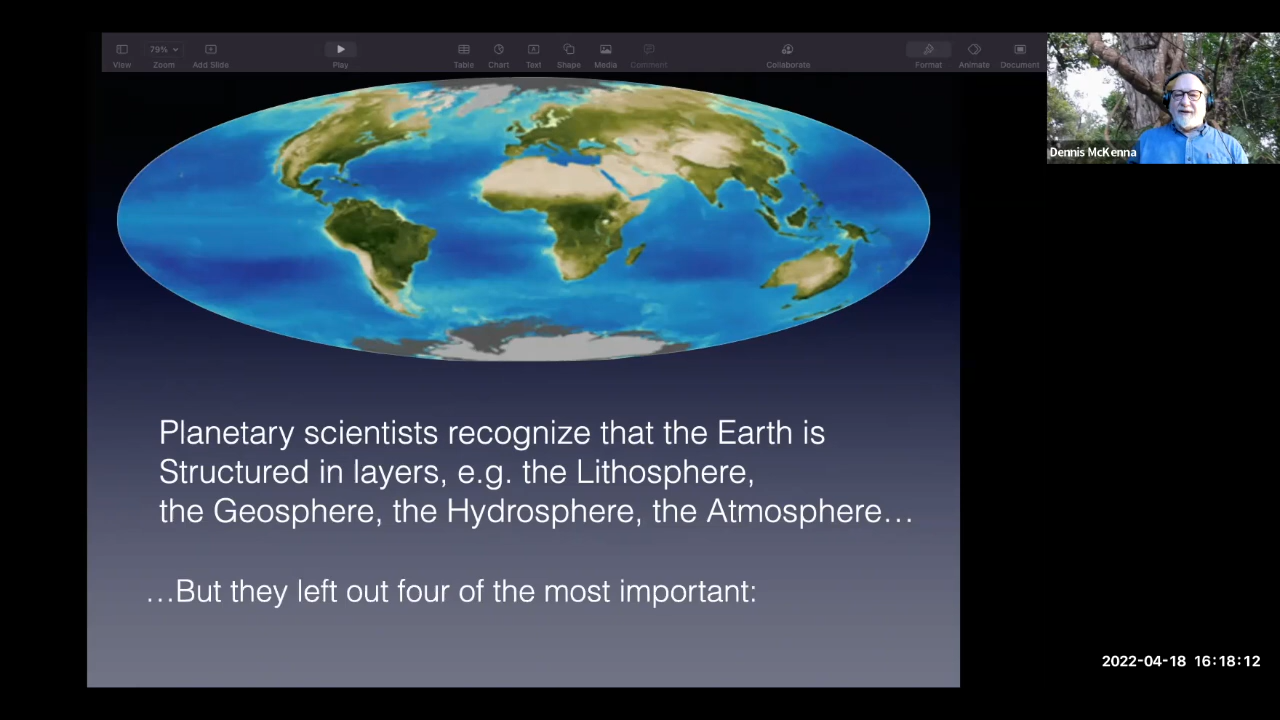 79%
View
Zoom
Add Slide
Play
Table
Chart
Text
Shape
Media
Comment
Collaborate
Format
Animate
Document
Dennis McKenna
Planetary scientists recognize that the Earth is
Structured in layers, e.g. the Lithosphere,
the Geosphere, the Hydrosphere, the Atmosphere...
...But they left out four of the most important:
2022-04-18 16:18:12